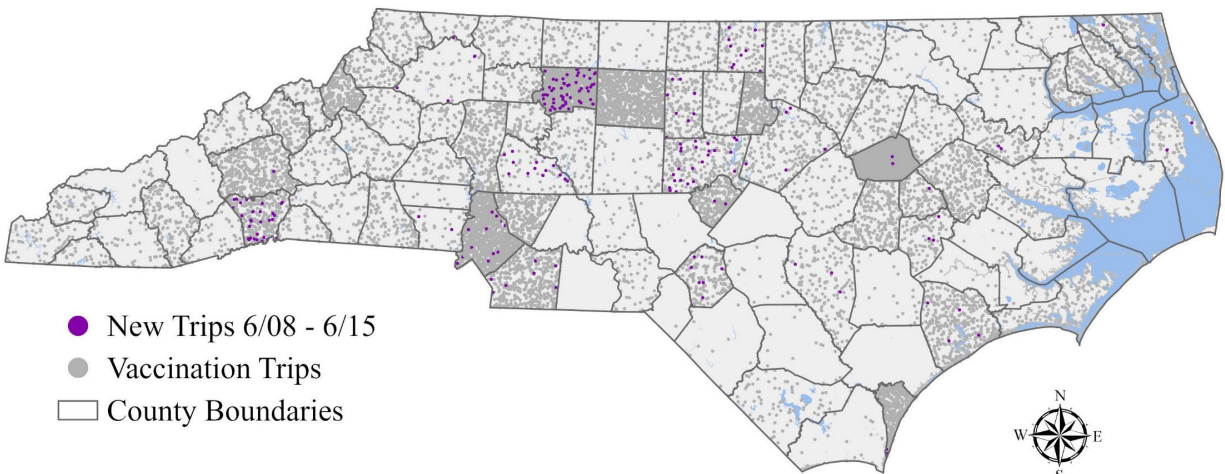 New Trips 6/08 - 6/15
Vaccination Trips
County Boundaries
N
W E
S